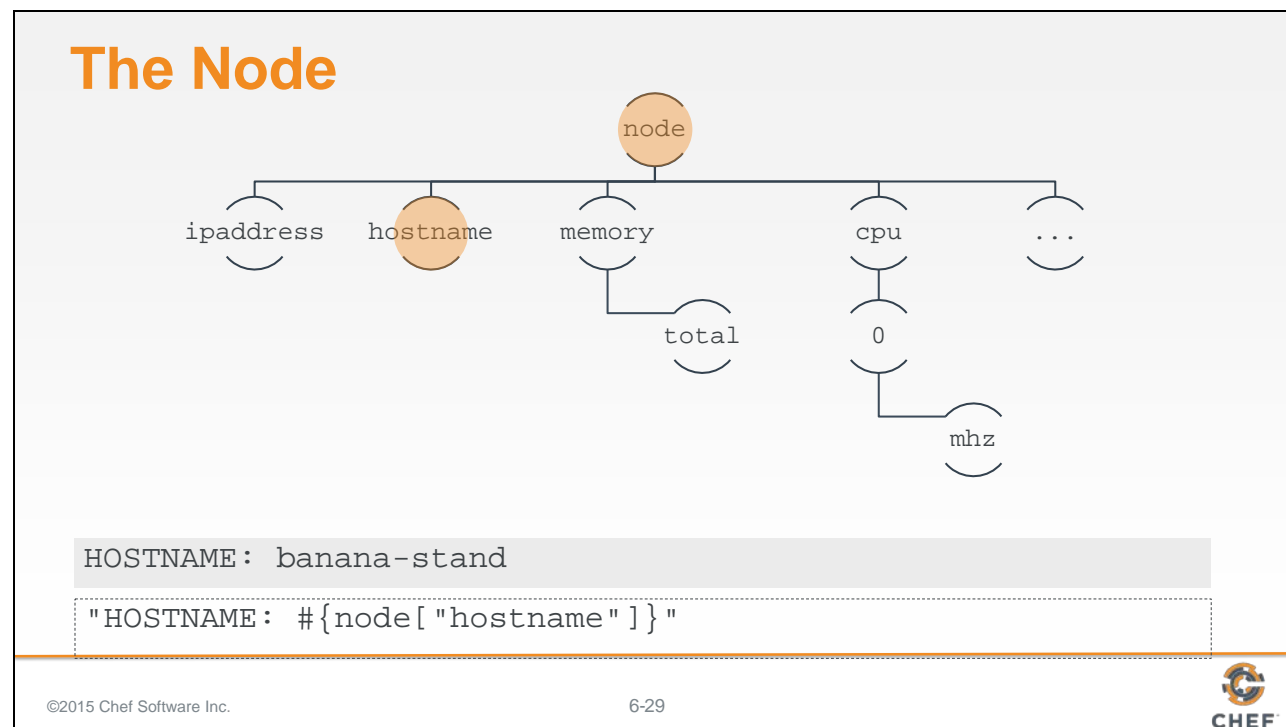 The Node
node
ipaddress hostname memory cpu ...
total 0
mhz
HOSTNAME: banana-stand
"HOSTNAME: #{node["hostname"]}"
©2015 Chef Software Inc. 6-29
CHEF